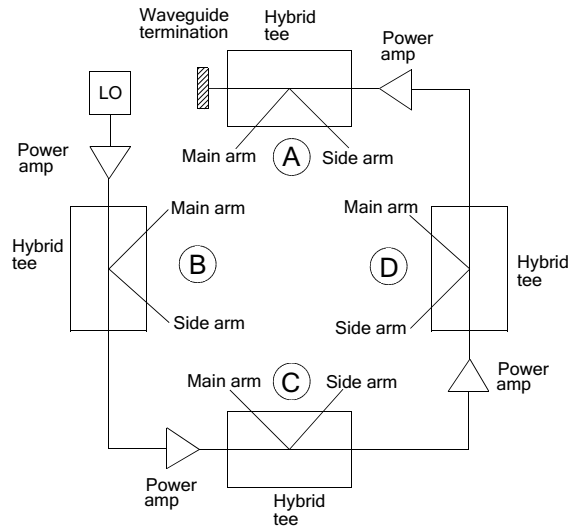 Waveguide
termination
Hybrid
tee
Power
amp
LO
Power
amp
Main arm
Side arm
A
Main arm
Main arm
Hybrid
tee
B
D
Hybrid
tee
Side arm
Side arm
C
Main arm
Side arm
Power
amp
Power
amp
Hybrid
tee